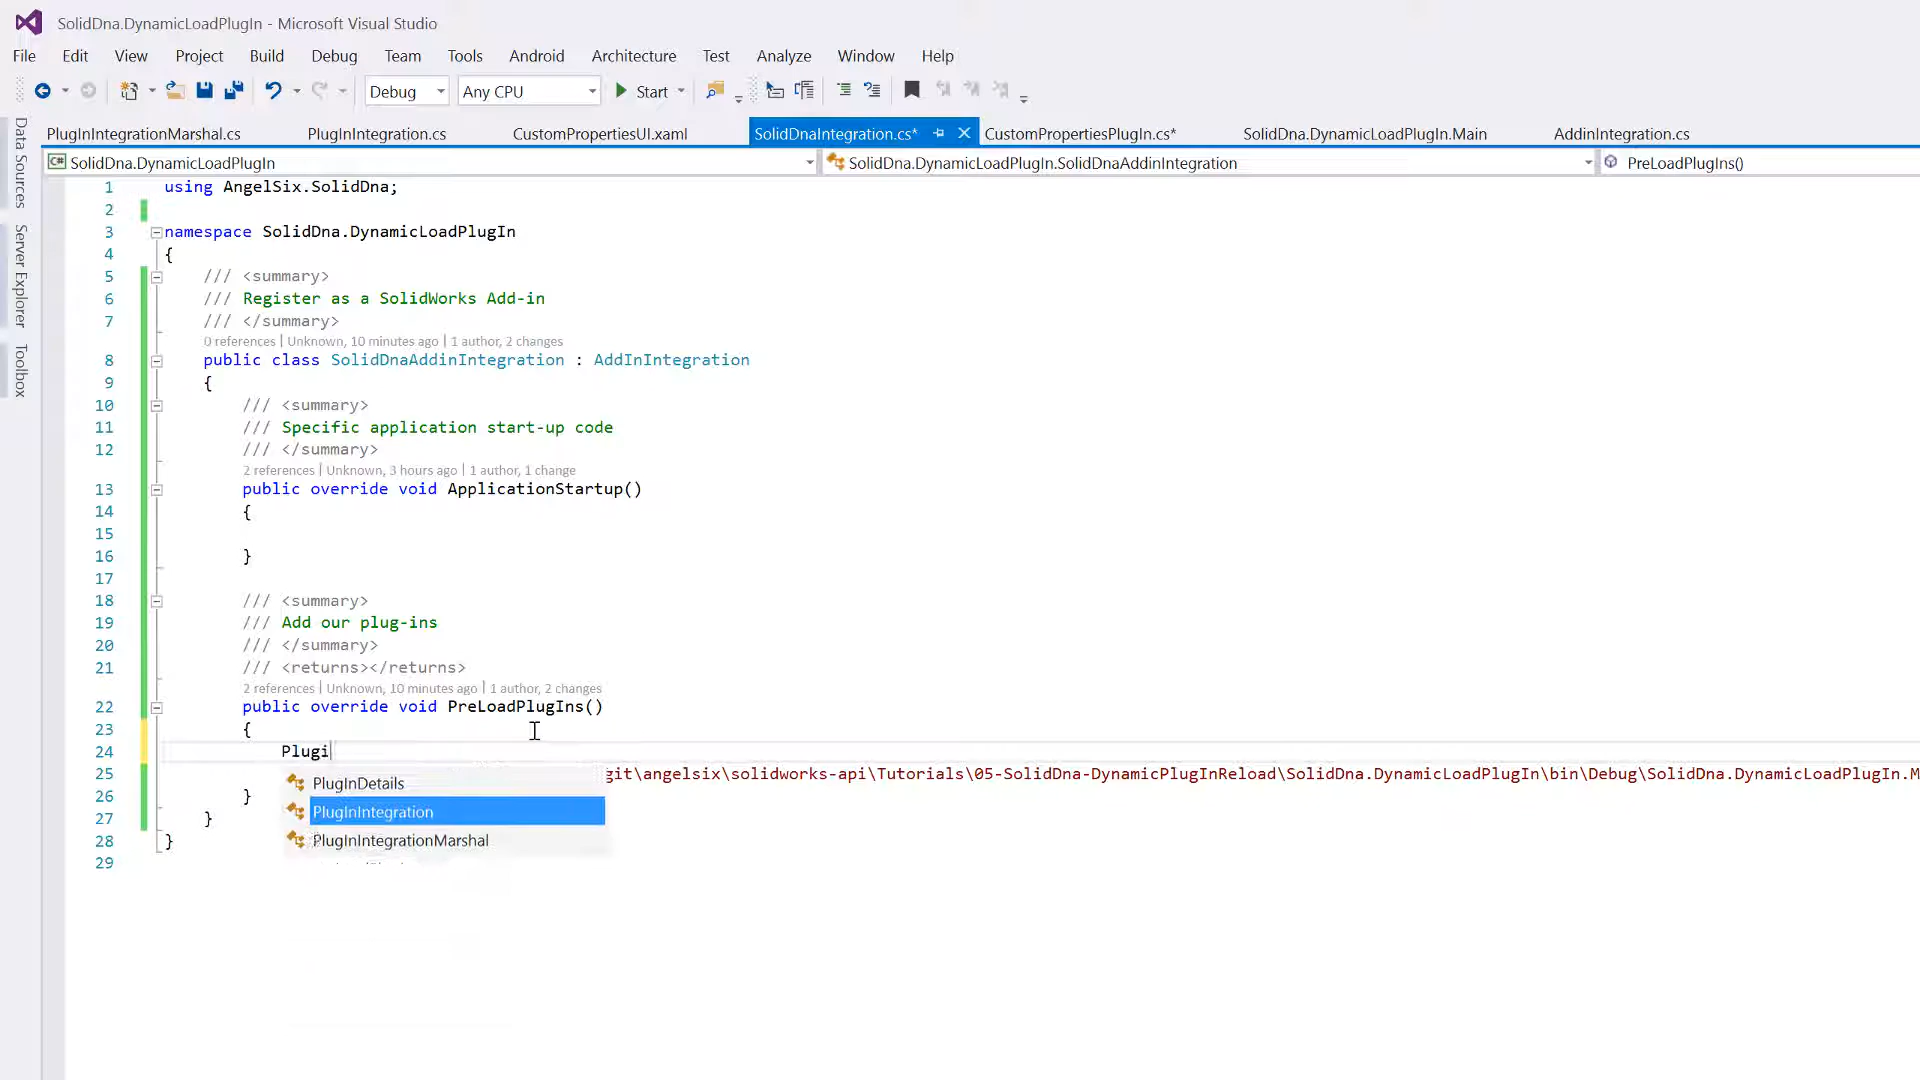 SolidDna.DynamicLoadPlugIn - Microsoft Visual Studio
File Edit View Project Build Debug Team Tools Android Architecture Test Analyze Window Help
Debug Any CPU Start
PlugInIntegrationMarshal.cs PlugInIntegration.cs CustomPropertiesUI.xaml SolidDnaIntegration.cs* CustomPropertiesPlugIn.cs* SolidDna.DynamicLoadPlugIn.Main AddinIntegration.cs
C# SolidDna.DynamicLoadPlugIn SolidDna.DynamicLoadPlugIn.SolidDnaAddinIntegration PreLoadPlugIns()
Data Sources
Server Explorer
Toolbox
1 using AngelSix.SolidDna;
2
3 namespace SolidDna.DynamicLoadPlugIn
4 {
5 /// <summary>
6 /// Register as a SolidWorks Add-in
7 /// </summary>
0 references | Unknown, 10 minutes ago | 1 author, 2 changes
8 public class SolidDnaAddinIntegration : AddInIntegration
9 {
10 /// <summary>
11 /// Specific application start-up code
12 /// </summary>
2 references | Unknown, 3 hours ago | 1 author, 1 change
13 public override void ApplicationStartup()
14 {
15
16 }
17
18 /// <summary>
19 /// Add our plug-ins
20 /// </summary>
21 /// <returns></returns>
2 references | Unknown, 10 minutes ago | 1 author, 2 changes
22 public override void PreLoadPlugIns()
23 {
24 Plugi
25 git\angelsix\solidworks-api\Tutorials\05-SolidDna-DynamicPlugInReload\SolidDna.DynamicLoadPlugIn\bin\Debug\SolidDna.DynamicLoadPlugIn.M
26 }
27 }
28 }
29
PlugInDetails
PlugInIntegration
PlugInIntegrationMarshal